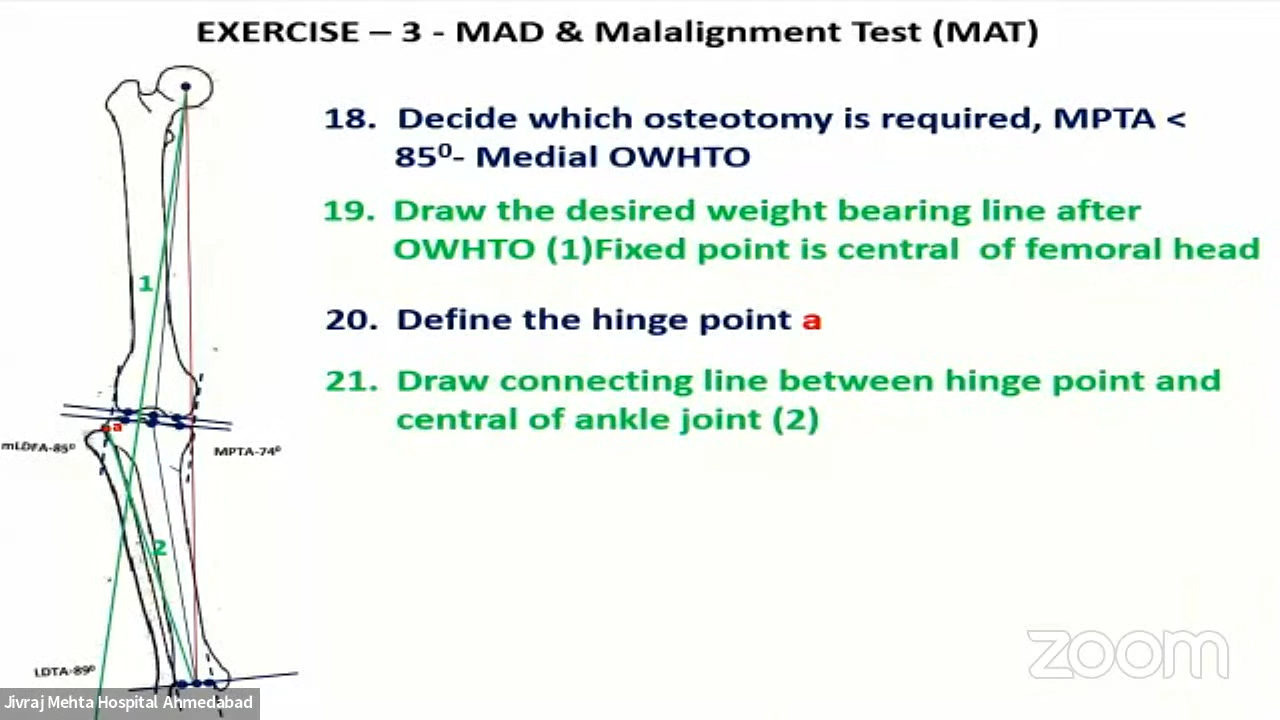 EXERCISE – 3 - MAD & Malalignment Test (MAT)
18. Decide which osteotomy is required, MPTA <
85⁰- Medial OWHTO
19. Draw the desired weight bearing line after
OWHTO (1)Fixed point is central of femoral head
1
20. Define the hinge point a
21. Draw connecting line between hinge point and
central of ankle joint (2)
a
mLDFA-85⁰
MPTA-74⁰
2
LDTA-89⁰
zoom
Jivraj Mehta Hospital Ahmedabad